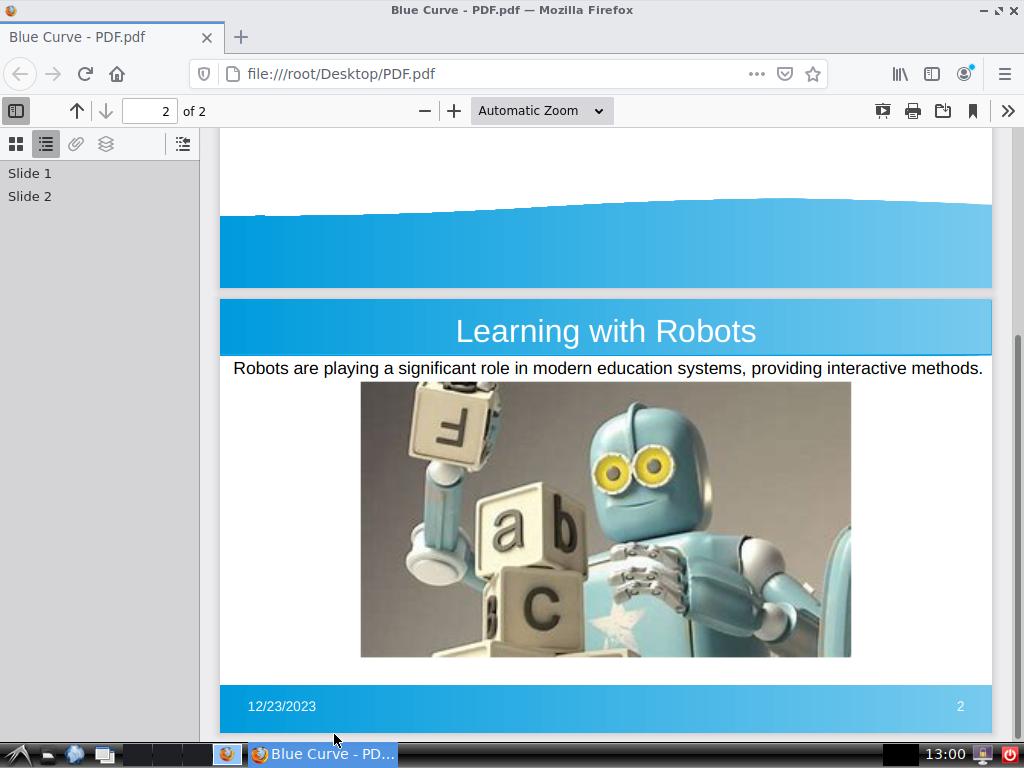 Blue Curve - PDF.pdf — Mozilla Firefox
Blue Curve - PDF.pdf
file:///root/Desktop/PDF.pdf
2 of 2
Automatic Zoom
Slide 1
Slide 2
Learning with Robots
Robots are playing a significant role in modern education systems, providing interactive methods.
F
a b
C
12/23/2023 2
Blue Curve - PD...
13:00